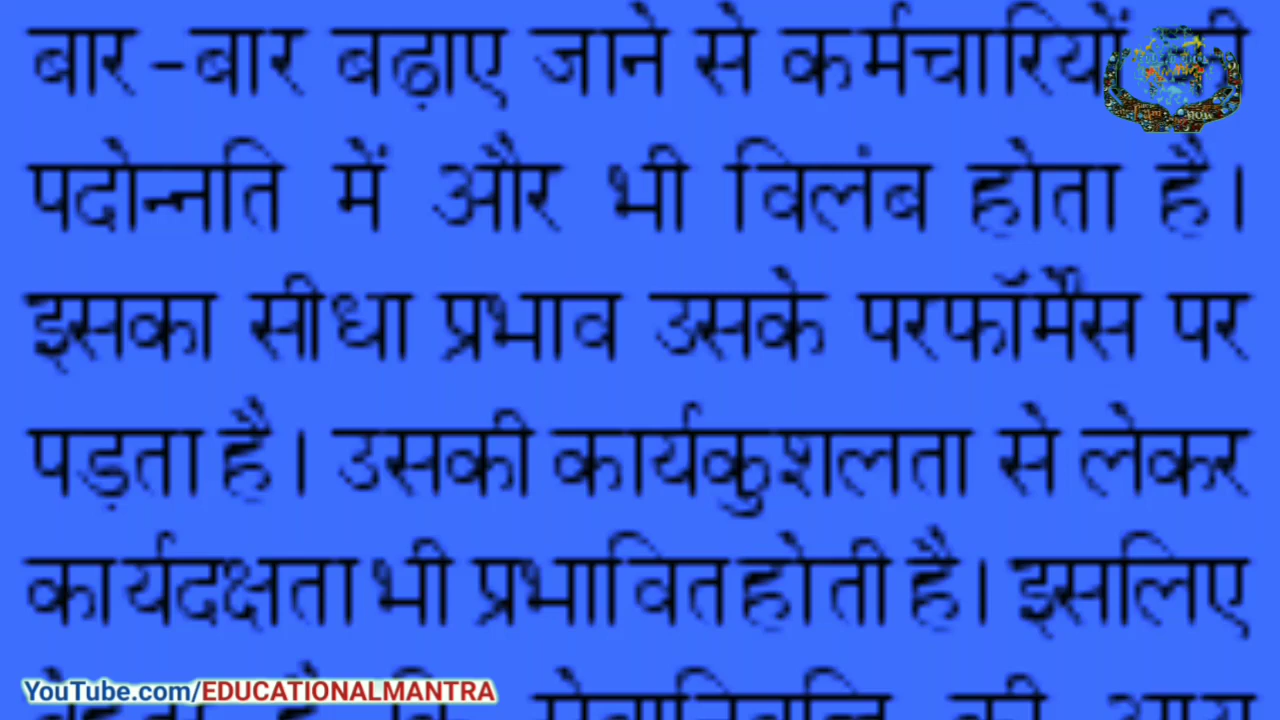 बार-बार बढ़ाए जाने से कर्मचारियों की
पदोन्नति में और भी विलंब होता है।
इसका सीधा प्रभाव उसके परफॉर्मेंस पर
पड़ता है। उसकी कार्यकुशलता से लेकर
कार्यदक्षता भी प्रभावित होती है। इसलिए
की आयु
YouTube.com/EDUCATIONALMANTRA